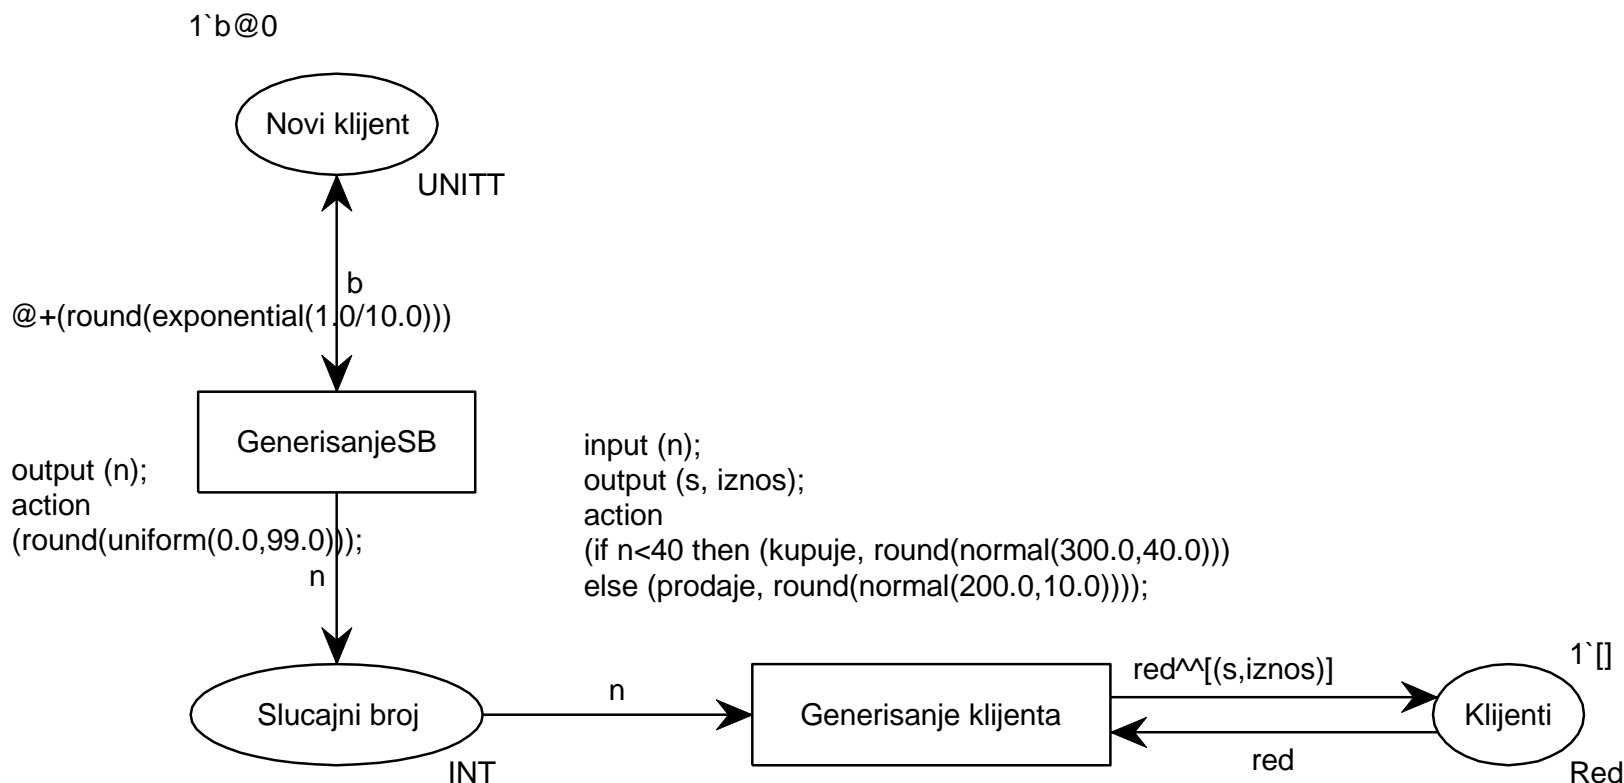 1`b@0
Novi klijent
UNITT
b
@+(round(exponential(1.0/10.0)))
GenerisanjeSB
output (n);
action
(round(uniform(0.0,99.0)));
n
input (n);
output (s, iznos);
action
(if n<40 then (kupuje, round(normal(300.0,40.0)))
else (prodaje, round(normal(200.0,10.0))));
Slucajni broj
INT
n
Generisanje klijenta
red^^[(s,iznos)]
red
1`[]
Klijenti
Red